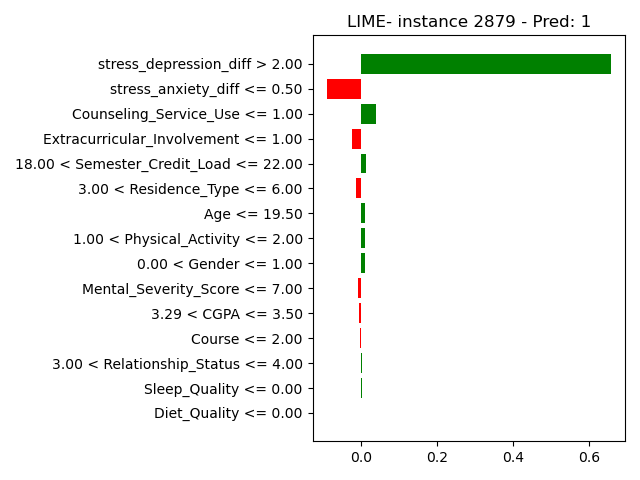 LIME- instance 2879 - Pred: 1
stress_depression_diff > 2.00
stress_anxiety_diff <= 0.50
Counseling_Service_Use <= 1.00
Extracurricular_Involvement <= 1.00
18.00 < Semester_Credit_Load <= 22.00
3.00 < Residence_Type <= 6.00
Age <= 19.50
1.00 < Physical_Activity <= 2.00
0.00 < Gender <= 1.00
Mental_Severity_Score <= 7.00
3.29 < CGPA <= 3.50
Course <= 2.00
3.00 < Relationship_Status <= 4.00
Sleep_Quality <= 0.00
Diet_Quality <= 0.00
0.0 0.2 0.4 0.6